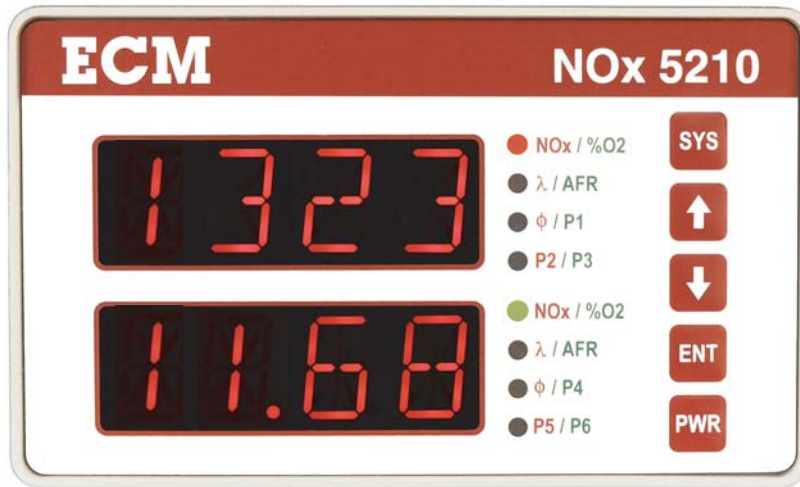 ECM NOx 5210
1323
NOx / %O2
λ / AFR
ϕ / P1
P2 / P3
11.68
NOx / %O2
λ / AFR
ϕ / P4
P5 / P6
SYS
ENT
PWR